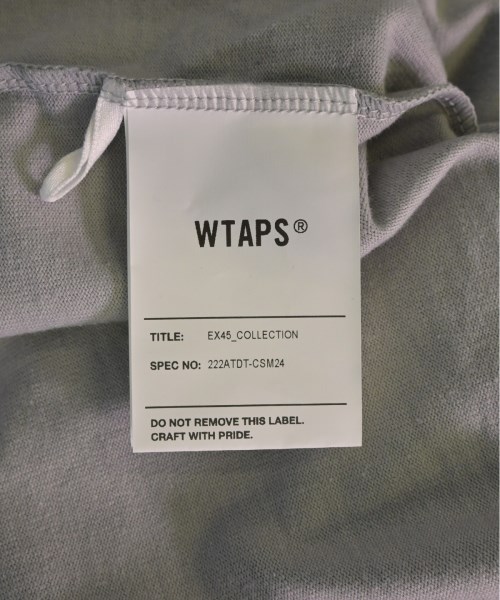 WTAPS®
TITLE: EX45_COLLECTION
SPEC NO: 222ATDT-CSM24
DO NOT REMOVE THIS LABEL.
CRAFT WITH PRIDE.